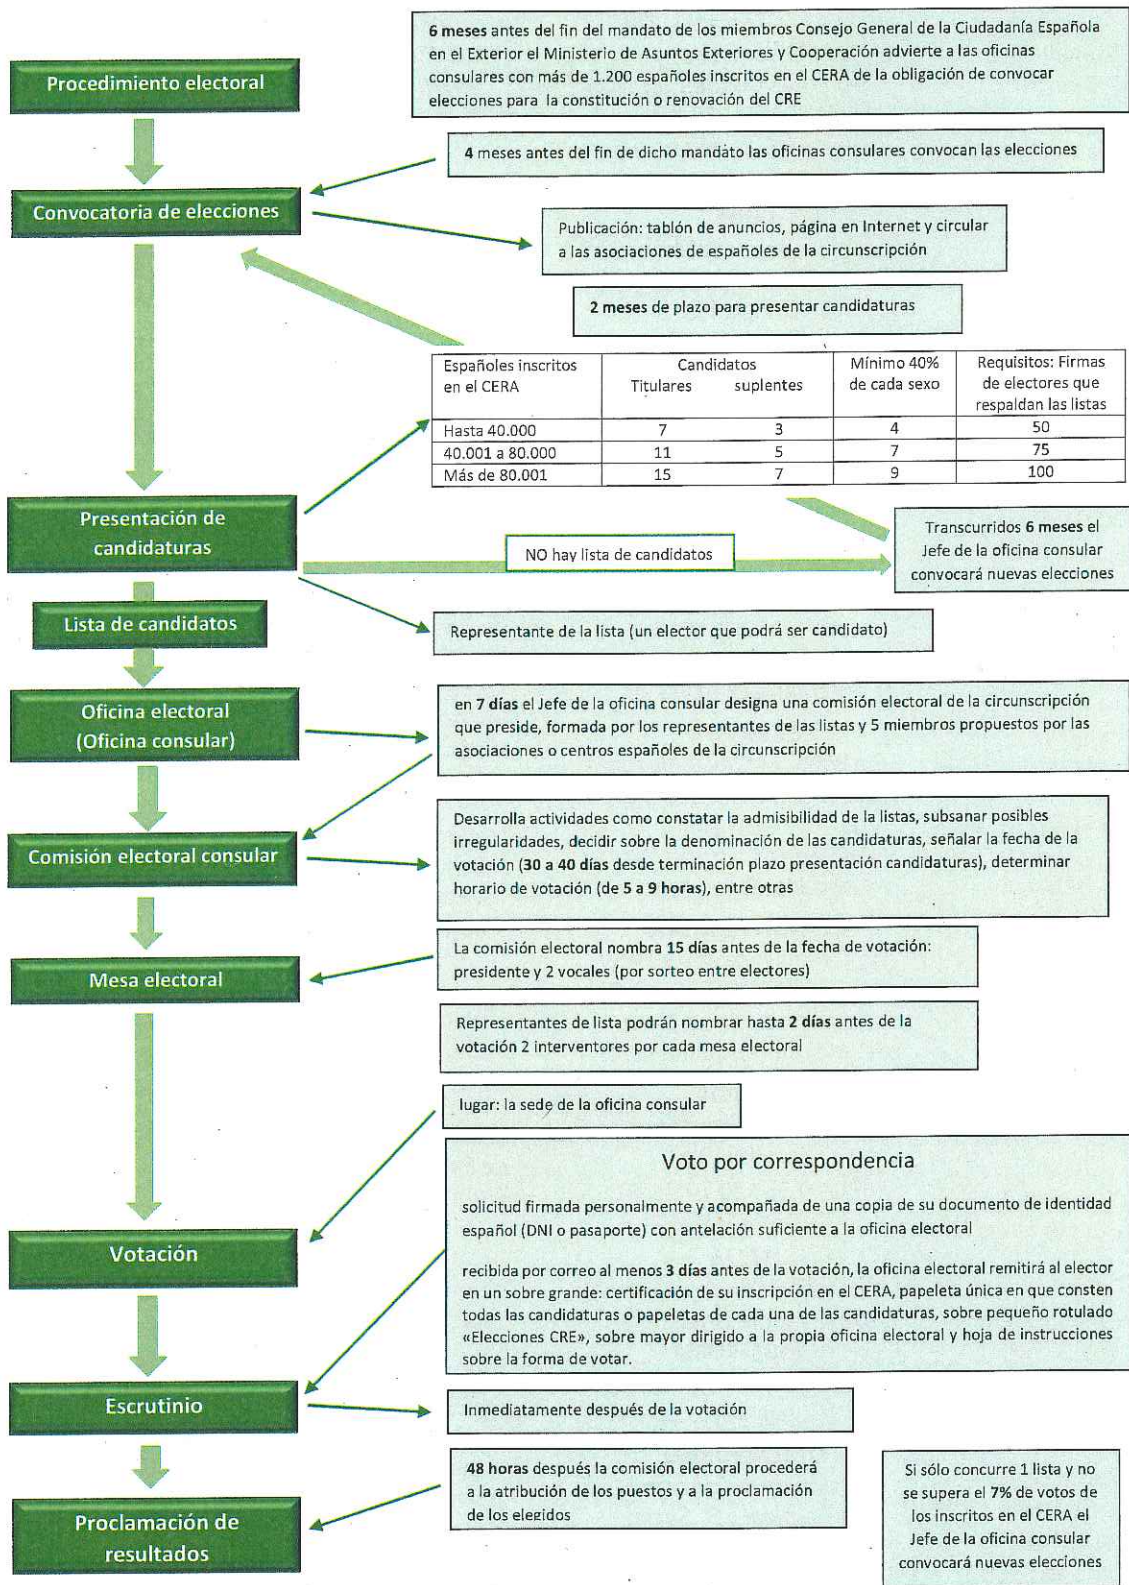 6 meses antes del fin del mandato de los miembros Consejo General de la Ciudadanía Española
en el Exterior el Ministerio de Asuntos Exteriores y Cooperación advierte a las oficinas
consulares con más de 1.200 españoles inscritos en el CERA de la obligación de convocar
elecciones para la constitución o renovación del CRE
Procedimiento electoral
4 meses antes del fin de dicho mandato las oficinas consulares convocan las elecciones
Convocatoria de elecciones
Publicación: tablón de anuncios, página en Internet y circular
a las asociaciones de españoles de la circunscripción
2 meses de plazo para presentar candidaturas
Españoles inscritos Candidatos Mínimo 40% Requisitos: Firmas
en el CERA Titulares suplentes de cada sexo de electores que
respaldan las listas
Hasta 40.000 7 3 4 50
40.001 a 80.000 11 5 7 75
Más de 80.001 15 7 9 100
Presentación de
candidaturas
NO hay lista de candidatos
Transcurridos 6 meses el
Jefe de la oficina consular
convocará nuevas elecciones
Lista de candidatos
Representante de la lista (un elector que podrá ser candidato)
Oficina electoral
(Oficina consular)
en 7 días el Jefe de la oficina consular designa una comisión electoral de la circunscripción
que preside, formada por los representantes de las listas y 5 miembros propuestos por las
asociaciones o centros españoles de la circunscripción
Comisión electoral consular
Desarrolla actividades como constatar la admisibilidad de la listas, subsanar posibles
irregularidades, decidir sobre la denominación de las candidaturas, señalar la fecha de la
votación (30 a 40 días desde terminación plazo presentación candidaturas), determinar
horario de votación (de 5 a 9 horas), entre otras
Mesa electoral
La comisión electoral nombra 15 días antes de la fecha de votación:
presidente y 2 vocales (por sorteo entre electores)
Representantes de lista podrán nombrar hasta 2 días antes de la
votación 2 interventores por cada mesa electoral
lugar: la sede de la oficina consular
Votación
Voto por correspondencia
solicitud firmada personalmente y acompañada de una copia de su documento de identidad
español (DNI o pasaporte) con antelación suficiente a la oficina electoral
recibida por correo al menos 3 días antes de la votación, la oficina electoral remitirá al elector
en un sobre grande: certificación de su inscripción en el CERA, papeleta única en que consten
todas las candidaturas o papeletas de cada una de las candidaturas, sobre pequeño rotulado
«Elecciones CRE», sobre mayor dirigido a la propia oficina electoral y hoja de instrucciones
sobre la forma de votar.
Escrutinio
Inmediatamente después de la votación
Proclamación de
resultados
48 horas después la comisión electoral procederá
a la atribución de los puestos y a la proclamación
de los elegidos
Si sólo concurre 1 lista y no
se supera el 7% de votos de
los inscritos en el CERA el
Jefe de la oficina consular
convocará nuevas elecciones